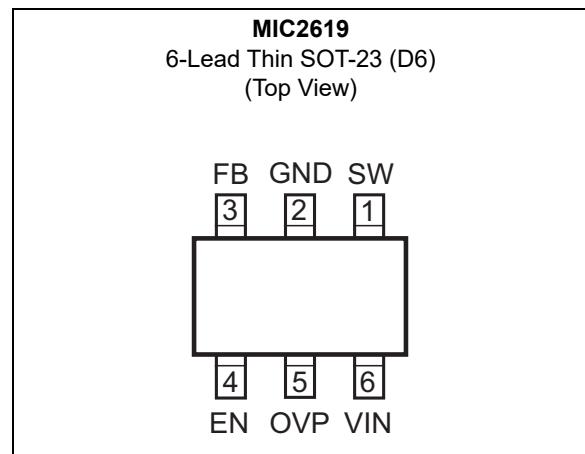 MIC2619
6-Lead Thin SOT-23 (D6)
(Top View)
FB GND SW
3 2 1
4 5 6
EN OVP VIN